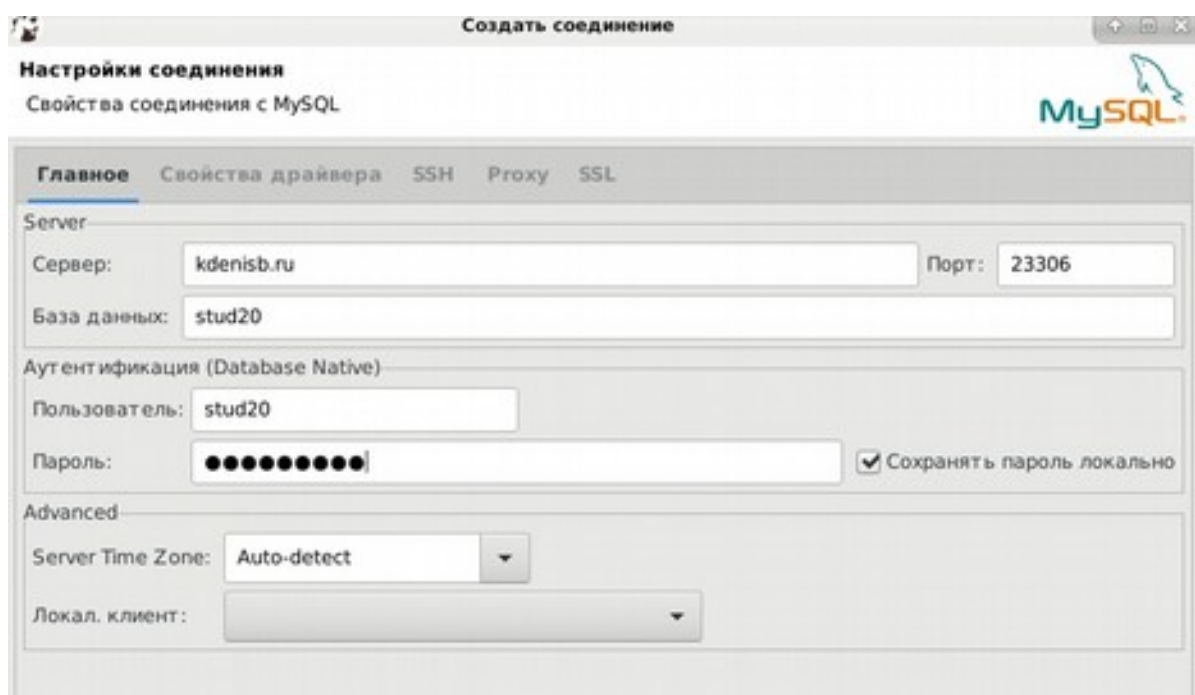 Создать соединение
Настройки соединения
Свойства соединения с MySQL
MySQL
Главное Свойства драйвера SSH Proxy SSL
Server
Сервер: kdenisb.ru Порт: 23306
База данных: stud20
Аутентификация (Database Native)
Пользователь: stud20
Пароль: ●●●●●●●●● Сохранять пароль локально
Advanced
Server Time Zone: Auto-detect
Локал. клиент: